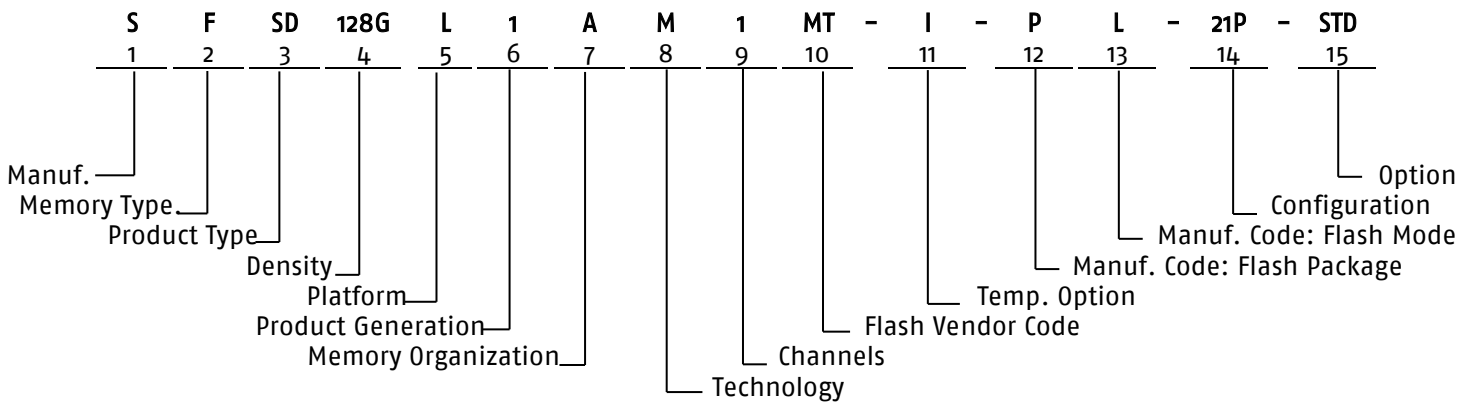 S F SD 128G L 1 A M 1 MT - I - P L - 21P - STD
1 2 3 4 5 6 7 8 9 10 11 12 13 14 15
Manuf. Option
Memory Type. Configuration
Product Type Manuf. Code: Flash Mode
Density Manuf. Code: Flash Package
Platform Temp. Option
Product Generation Flash Vendor Code
Memory Organization Channels
Technology